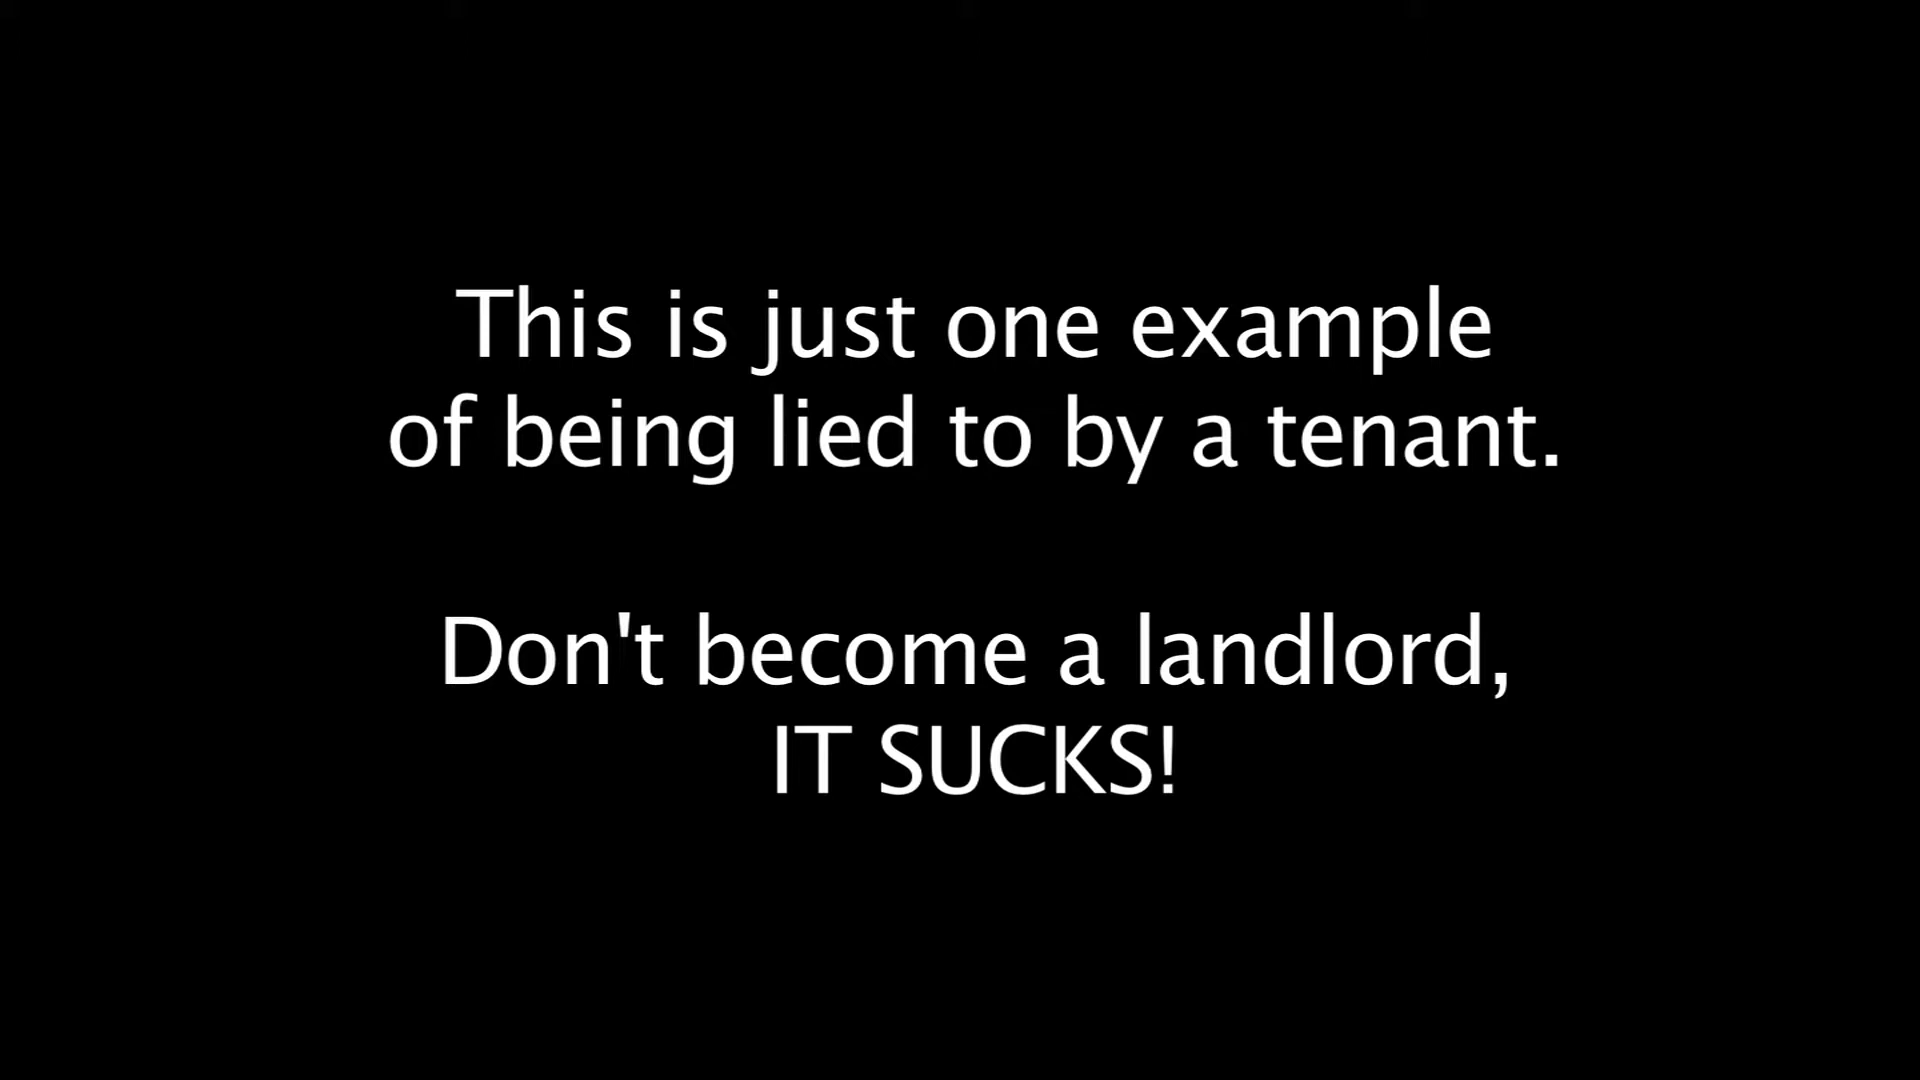 This is just one example
of being lied to by a tenant.
Don't become a landlord,
IT SUCKS!